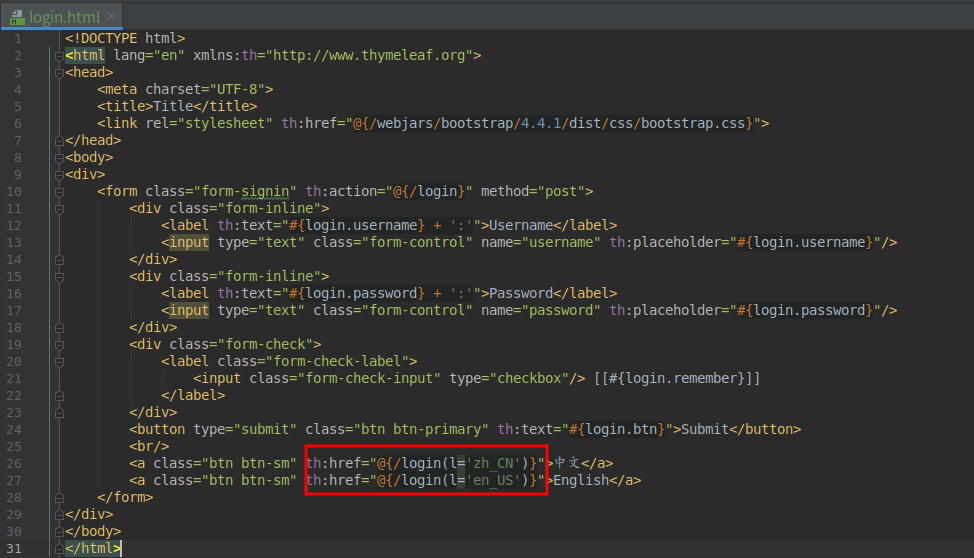 login.html
1 <!DOCTYPE html>
2 <html lang="en" xmlns:th="http://www.thymeleaf.org">
3 <head>
4 <meta charset="UTF-8">
5 <title>Title</title>
6 <link rel="stylesheet" th:href="@{/webjars/bootstrap/4.4.1/dist/css/bootstrap.css}">
7 </head>
8 <body>
9 <div>
10 <form class="form-signin" th:action="@{/login}" method="post">
11 <div class="form-inline">
12 <label th:text="#{login.username} + ':'">Username</label>
13 <input type="text" class="form-control" name="username" th:placeholder="#{login.username}"/>
14 </div>
15 <div class="form-inline">
16 <label th:text="#{login.password} + ':'">Password</label>
17 <input type="text" class="form-control" name="password" th:placeholder="#{login.password}"/>
18 </div>
19 <div class="form-check">
20 <label class="form-check-label">
21 <input class="form-check-input" type="checkbox"/> [[#{login.remember}]]
22 </label>
23 </div>
24 <button type="submit" class="btn btn-primary" th:text="#{login.btn}">Submit</button>
25 <br/>
26 <a class="btn btn-sm" th:href="@{/login(l='zh_CN')}">中文</a>
27 <a class="btn btn-sm" th:href="@{/login(l='en_US')}">English</a>
28 </form>
29 </div>
30 </body>
31 </html>